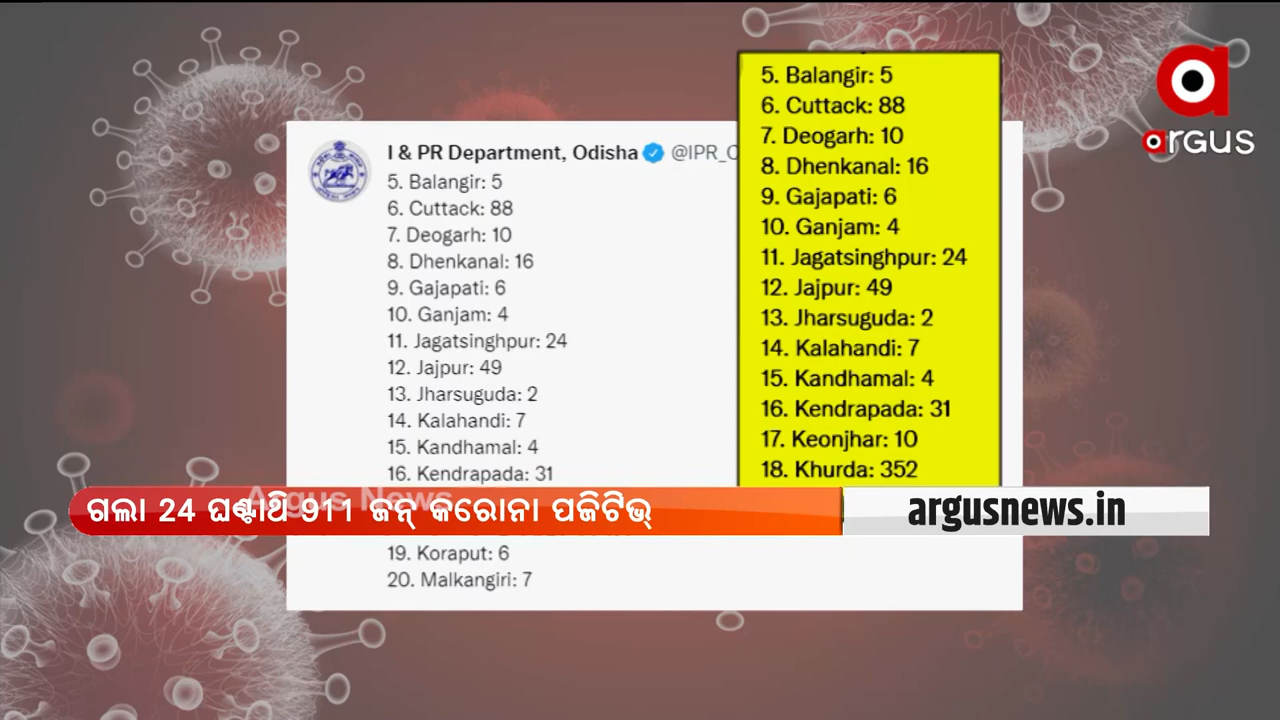 I & PR Department, Odisha @IPR_O
5. Balangir: 5
6. Cuttack: 88
7. Deogarh: 10
8. Dhenkanal: 16
9. Gajapati: 6
10. Ganjam: 4
11. Jagatsinghpur: 24
12. Jajpur: 49
13. Jharsuguda: 2
14. Kalahandi: 7
15. Kandhamal: 4
16. Kendrapada: 31
19. Koraput: 6
20. Malkangiri: 7
5. Balangir: 5
6. Cuttack: 88
7. Deogarh: 10
8. Dhenkanal: 16
9. Gajapati: 6
10. Ganjam: 4
11. Jagatsinghpur: 24
12. Jajpur: 49
13. Jharsuguda: 2
14. Kalahandi: 7
15. Kandhamal: 4
16. Kendrapada: 31
17. Keonjhar: 10
18. Khurda: 352
argus
Argus News
ଗଲା 24 ଘଣ୍ଟାଥି 911 ଜନ୍ କରୋନା ପଜିଟିଭ୍
argusnews.in